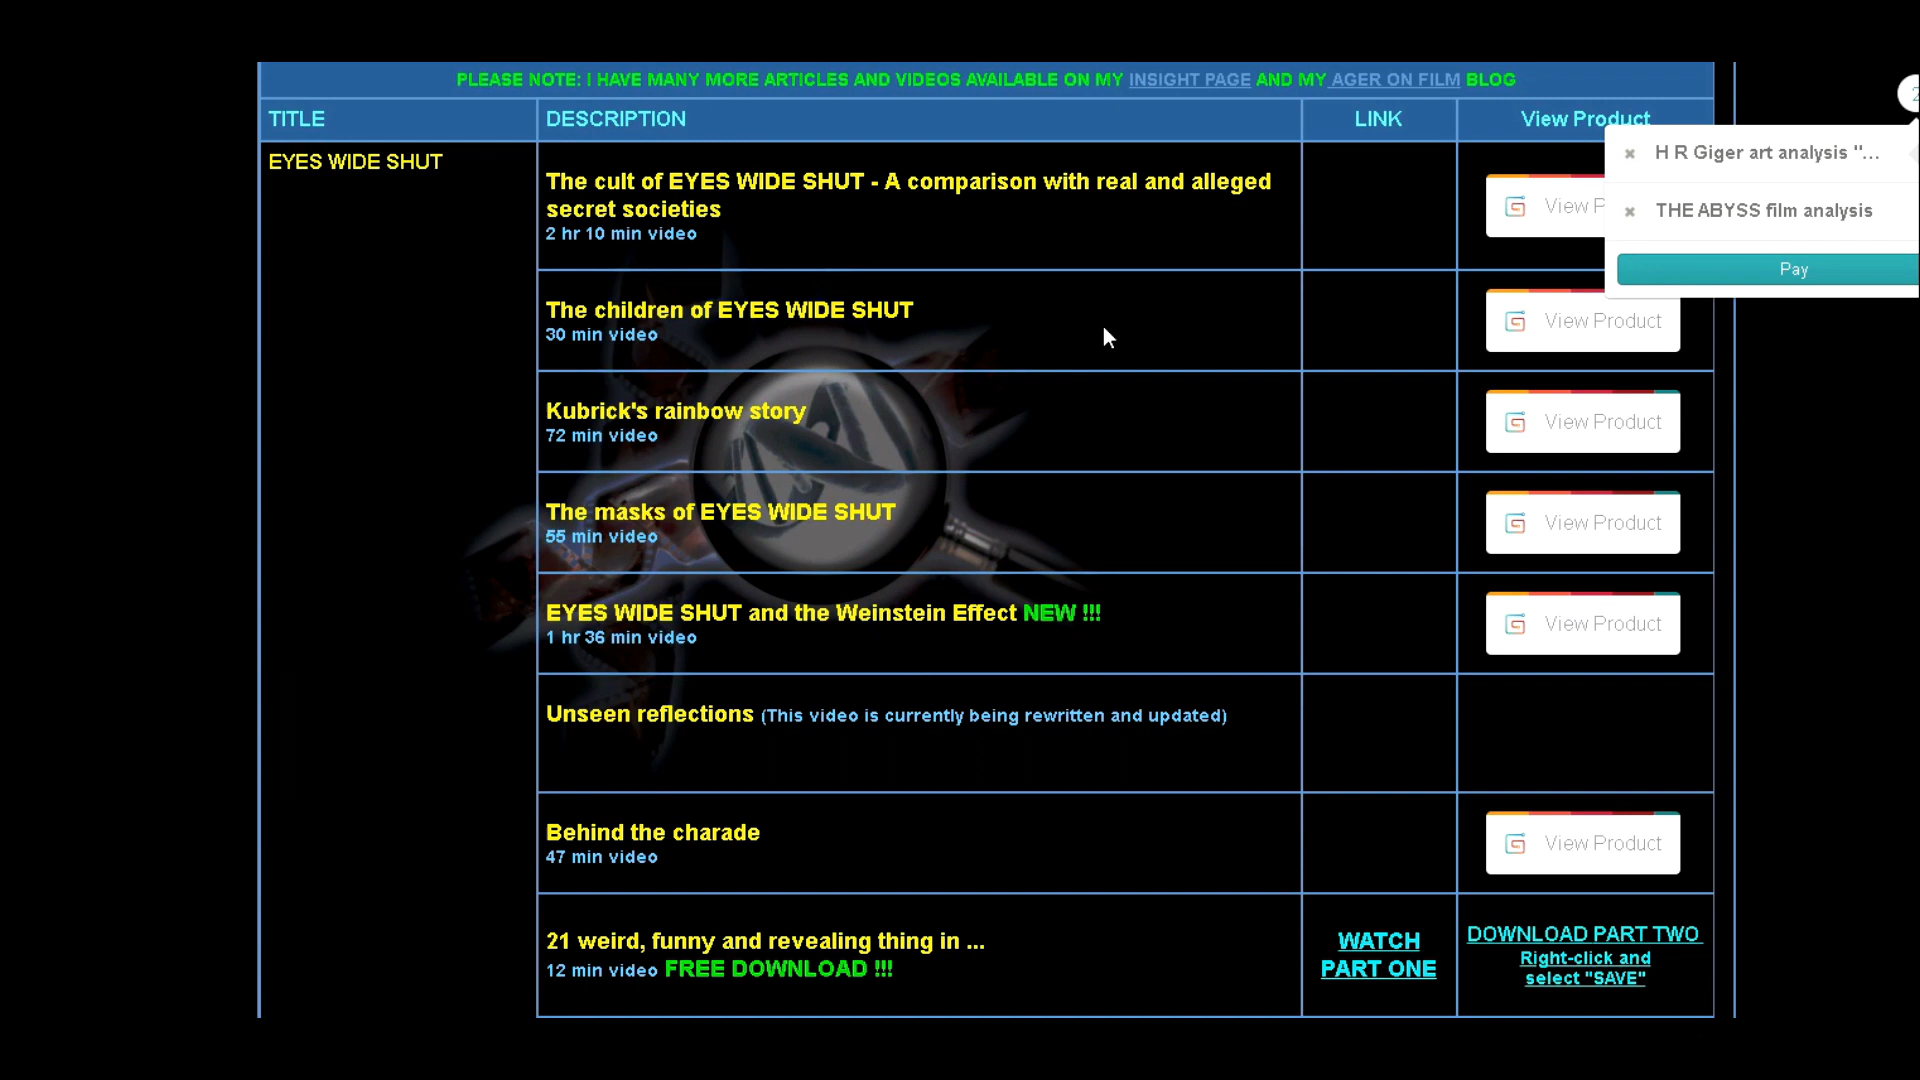 PLEASE NOTE: I HAVE MANY MORE ARTICLES AND VIDEOS AVAILABLE ON MY INSIGHT PAGE AND MY AGER ON FILM BLOG
TITLE
DESCRIPTION
LINK
View Product
EYES WIDE SHUT
The cult of EYES WIDE SHUT - A comparison with real and alleged
secret societies
2 hr 10 min video
View P
H R Giger art analysis "...
THE ABYSS film analysis
Pay
2
The children of EYES WIDE SHUT
30 min video
View Product
Kubrick's rainbow story
72 min video
View Product
The masks of EYES WIDE SHUT
55 min video
View Product
EYES WIDE SHUT and the Weinstein Effect NEW !!!
1 hr 36 min video
View Product
Unseen reflections (This video is currently being rewritten and updated)
Behind the charade
47 min video
View Product
21 weird, funny and revealing thing in ...
12 min video FREE DOWNLOAD !!!
WATCH
PART ONE
DOWNLOAD PART TWO
Right-click and
select "SAVE"